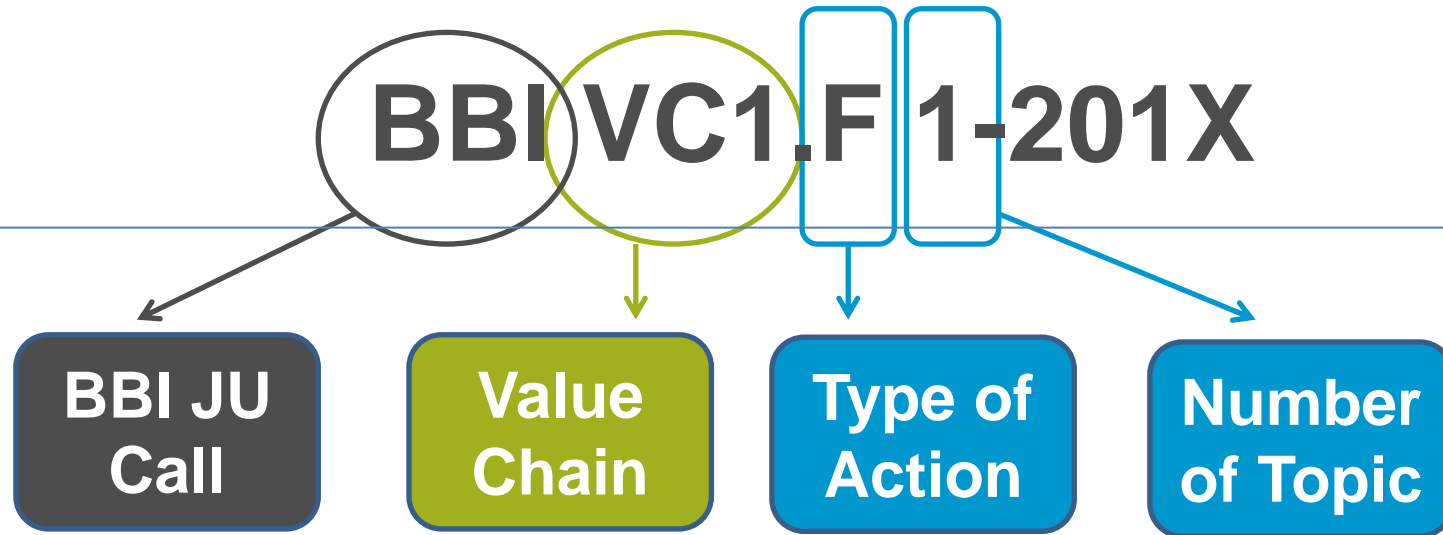 BBI VC1.F 1-201X
BBI JU
Call
Value
Chain
Type of
Action
Number
of Topic